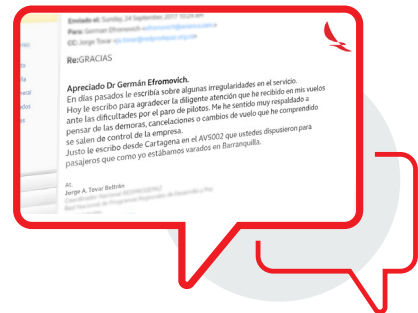 Enviado el: Sunday, 24 September, 2017 10:24 am
Para: German Efromovich
CC: Jorge Tovar
Re:GRACIAS
Apreciado Dr Germán Efromovich.
En días pasados le escribía sobre algunas irregularidades en el servicio.
Hoy le escribo para agradecer la diligente atención que he recibido en mis vuelos
ante las dificultades por el paro de pilotos. Me he sentido muy respaldado a
pensar de las demoras, cancelaciones o cambios de vuelo que he comprendido
se salen de control de la empresa.
Justo le escribo desde Cartagena en el AV5002 que ustedes dispusieron para
pasajeros que como yo estábamos varados en Barranquilla.
At.
Jorge A. Tovar Beltrán